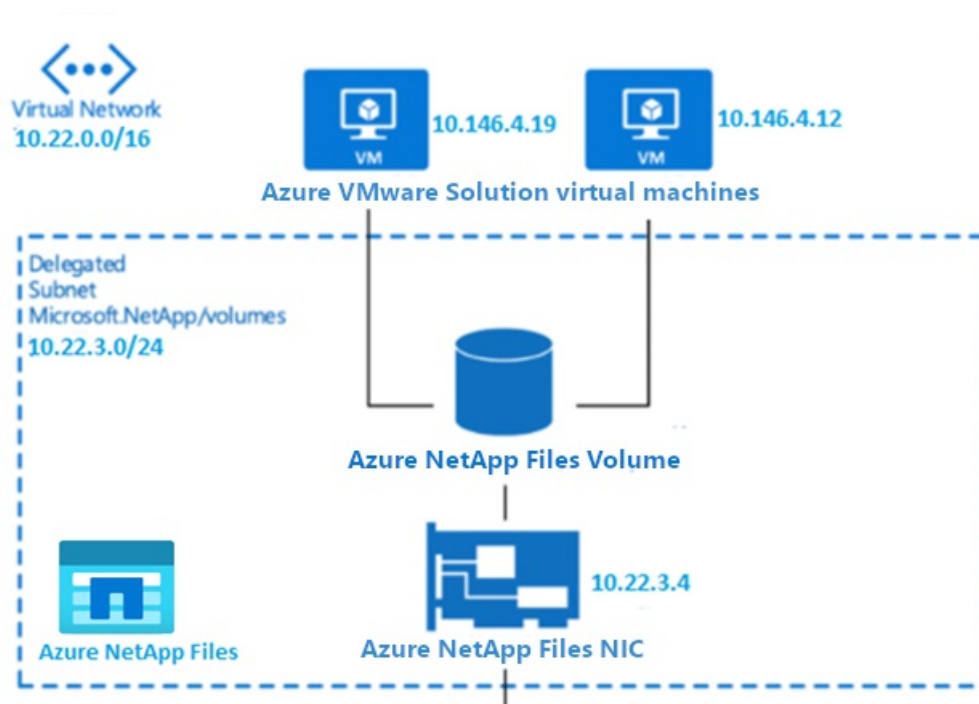 Virtual Network
10.22.0.0/16
VM
10.146.4.19
VM
10.146.4.12
Azure VMware Solution virtual machines
Delegated
Subnet
Microsoft.NetApp/volumes
10.22.3.0/24
Azure NetApp Files Volume
10.22.3.4
Azure NetApp Files
Azure NetApp Files NIC